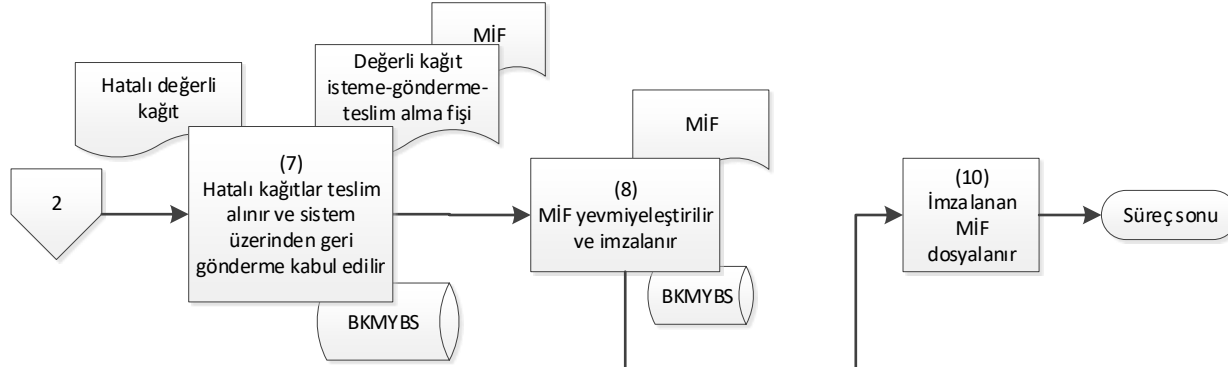 MİF
Değerli kağıt
isteme-gönderme-
teslim alma fişi
Hatalı değerli
kağıt
MİF
2
(7)
Hatalı kağıtlar teslim
alınır ve sistem
üzerinden geri
gönderme kabul edilir
(8)
MİF yevmiyeleştirilir
ve imzalanır
(10)
İmzalanan
MİF
dosyalanır
Süreç sonu
BKMYBS
BKMYBS